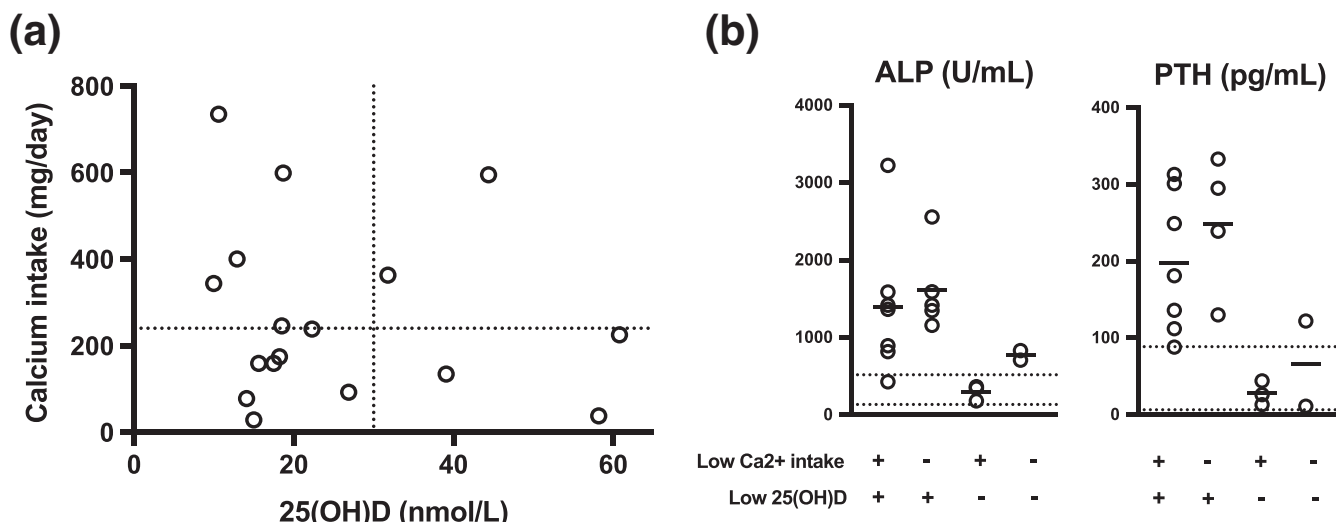 (a)
Calcium intake (mg/day)
800
600
400
200
0
0 20 40 60
25(OH)D (nmol/L)
(b)
ALP (U/mL)
4000
3000
2000
1000
0
PTH (pg/mL)
400
300
200
100
0
Low Ca2+ intake + - + - + - + -
Low 25(OH)D + + - - + + - -